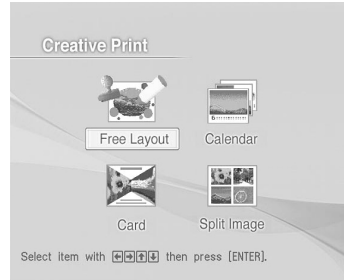 Creative Print
Free Layout Calendar
Card Split Image
Select item with ←→↑↓ then press [ENTER].